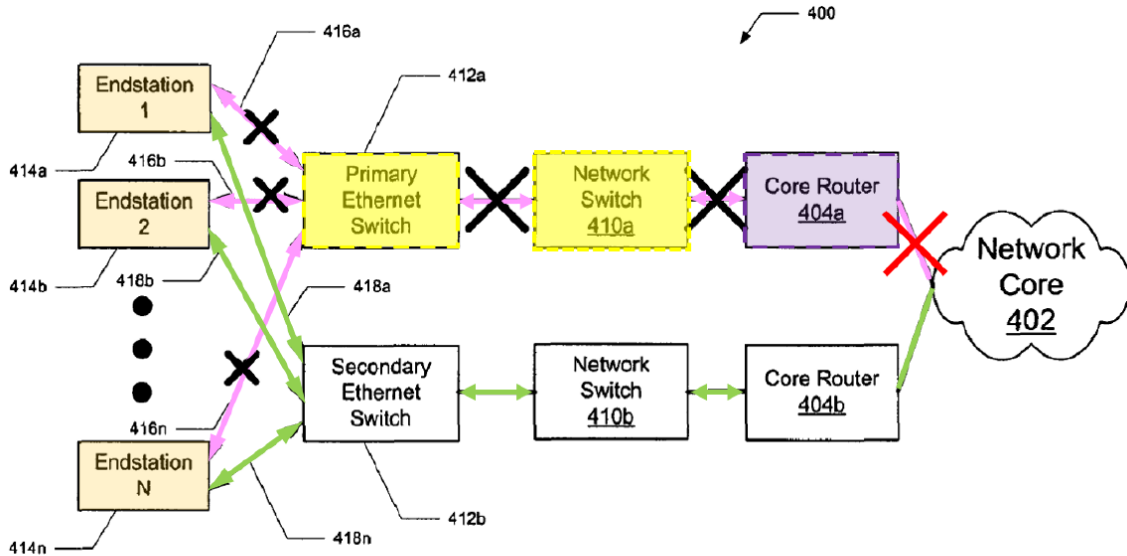 400
416a
412a
Endstation
1
414a
416b
Primary
Ethernet
Switch
Network
Switch
410a
Core Router
404a
Endstation
2
414b
418b
418a
Network
Core
402
Secondary
Ethernet
Switch
Network
Switch
410b
Core Router
404b
416n
Endstation
N
414n
418n
412b